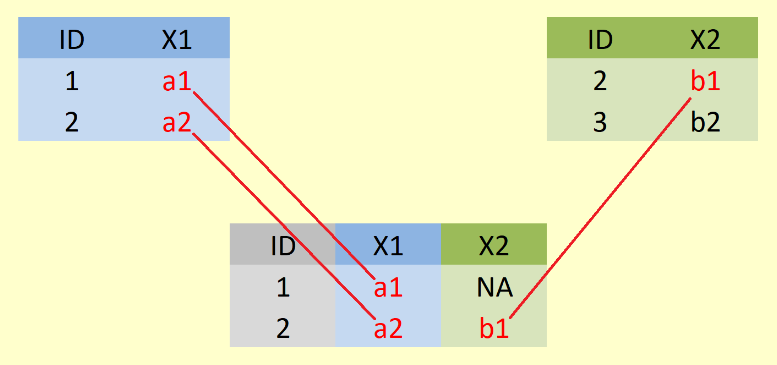 ID X1
1 a1
2 a2
ID X2
2 b1
3 b2
ID X1 X2
1 a1 NA
2 a2 b1